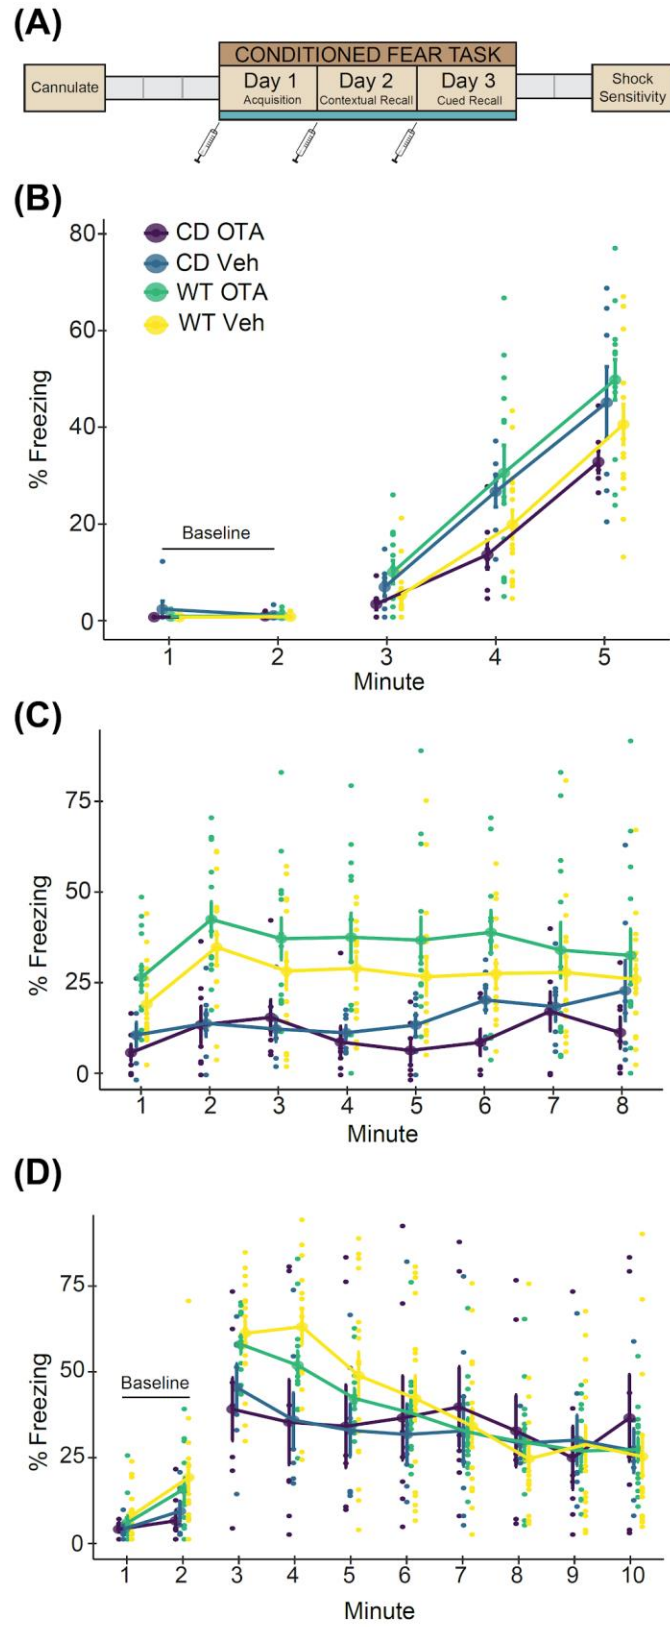 (A)
CONDITIONED FEAR TASK
Cannulate
Day 1
Acquisition
Day 2
Contextual Recall
Day 3
Cued Recall
Shock
Sensitivity
(B)
80
60
40
20
0
% Freezing
CD OTA
CD Veh
WT OTA
WT Veh
Baseline
1 2 3 4 5
Minute
(C)
75
50
25
0
% Freezing
1 2 3 4 5 6 7 8
Minute
(D)
75
50
25
0
% Freezing
Baseline
1 2 3 4 5 6 7 8 9 10
Minute